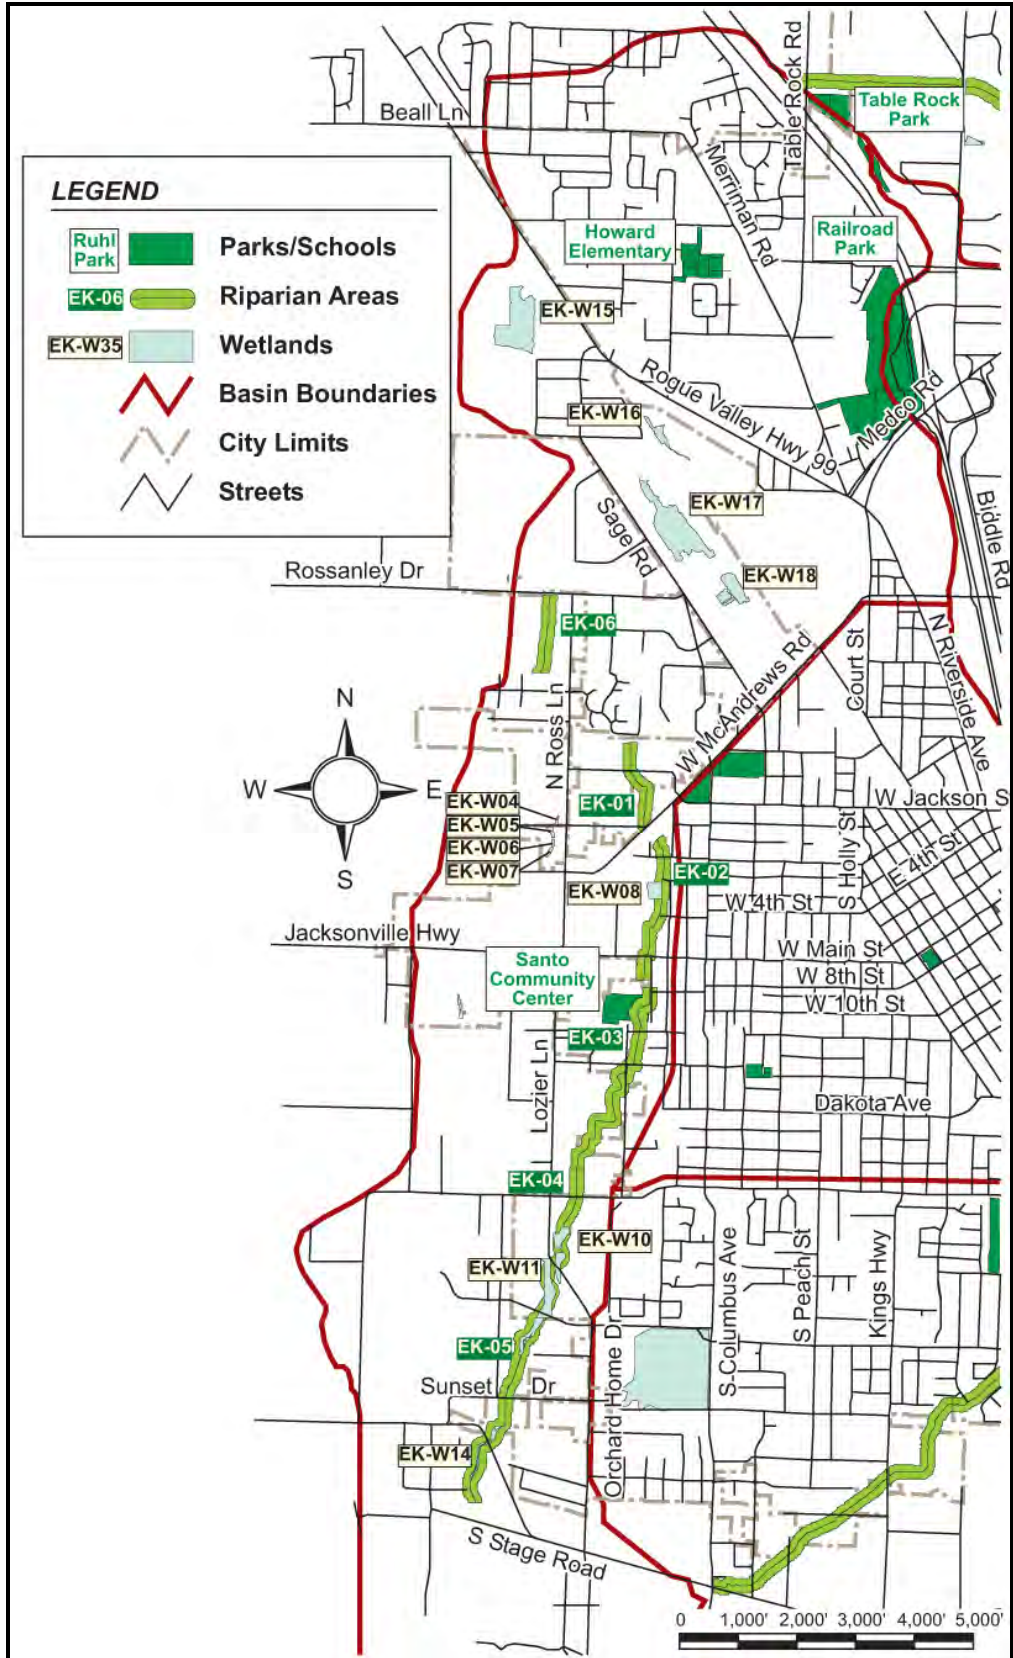 Table Rock Rd
Beall Ln
Table Rock
Park
Merriman Rd
LEGEND
Ruhl
Park
Parks/Schools
EK-06
Riparian Areas
EK-W35
Wetlands
Basin Boundaries
City Limits
Streets
Howard
Elementary
Railroad
Park
EK-W15
Rogue Valley Hwy 99
Medco Rd
EK-W16
EK-W17
Sage Rd
Biddle Rd
EK-W18
Rossanley Dr
EK-06
N Riverside Ave
Court St
W McAndrews Rd
N Ross Ln
N
W
E
S
EK-W04
EK-W05
EK-W06
EK-W07
EK-01
W Jackson S
S Holly St
E 4th St
EK-02
EK-W08
W 4th St
Jacksonville Hwy
W Main St
Santo
Community
Center
W 8th St
W 10th St
EK-03
Lozier Ln
Dakota Ave
EK-04
EK-W10
EK-W11
S Columbus Ave
S Peach St
Kings Hwy
EK-05
Orchard Home Dr
Sunset Dr
EK-W14
S Stage Road
0 1,000' 2,000' 3,000' 4,000' 5,000'